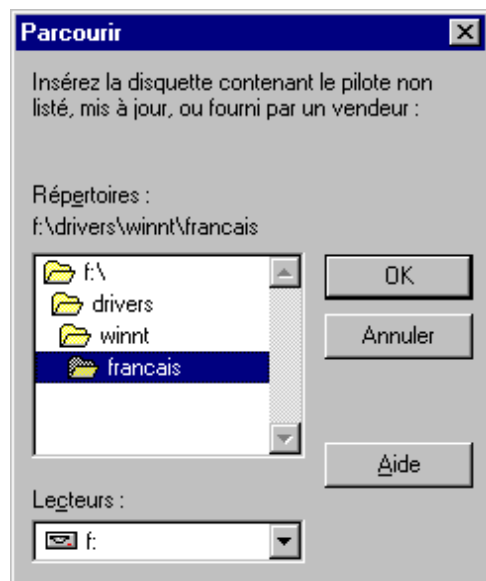 Parcourir
Insérez la disquette contenant le pilote non
listé, mis à jour, ou fourni par un vendeur :
Répertoires :
f:\drivers\winnt\francais
f:\
drivers
winnt
francais
OK
Annuler
Aide
Lecteurs :
f: